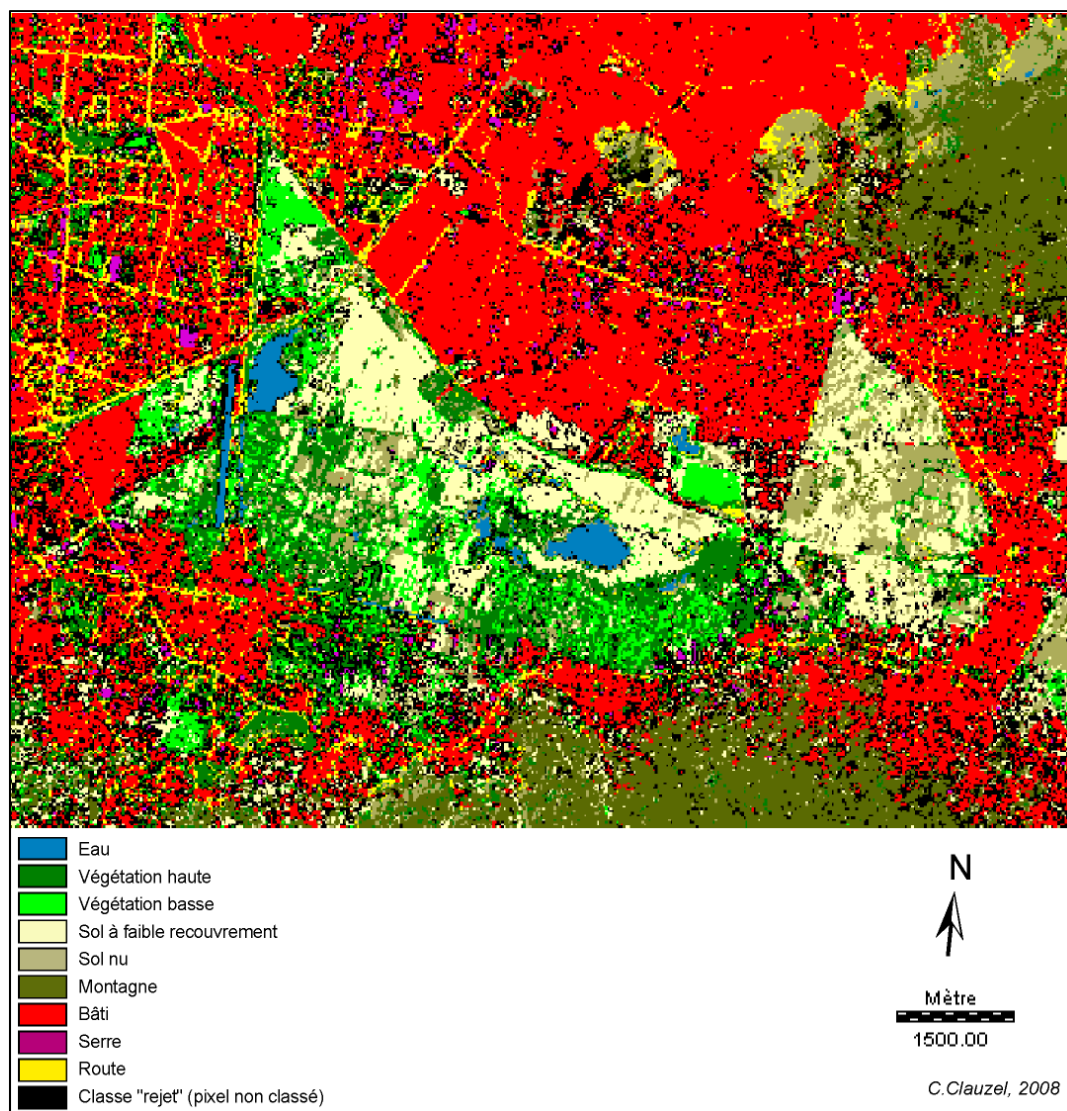 Eau
Végétation haute
Végétation basse
Sol à faible recouvrement
Sol nu
Montagne
Bâti
Serre
Route
Classe "rejet" (pixel non classé)
N
Mètre
1500.00
C.Clauzel, 2008